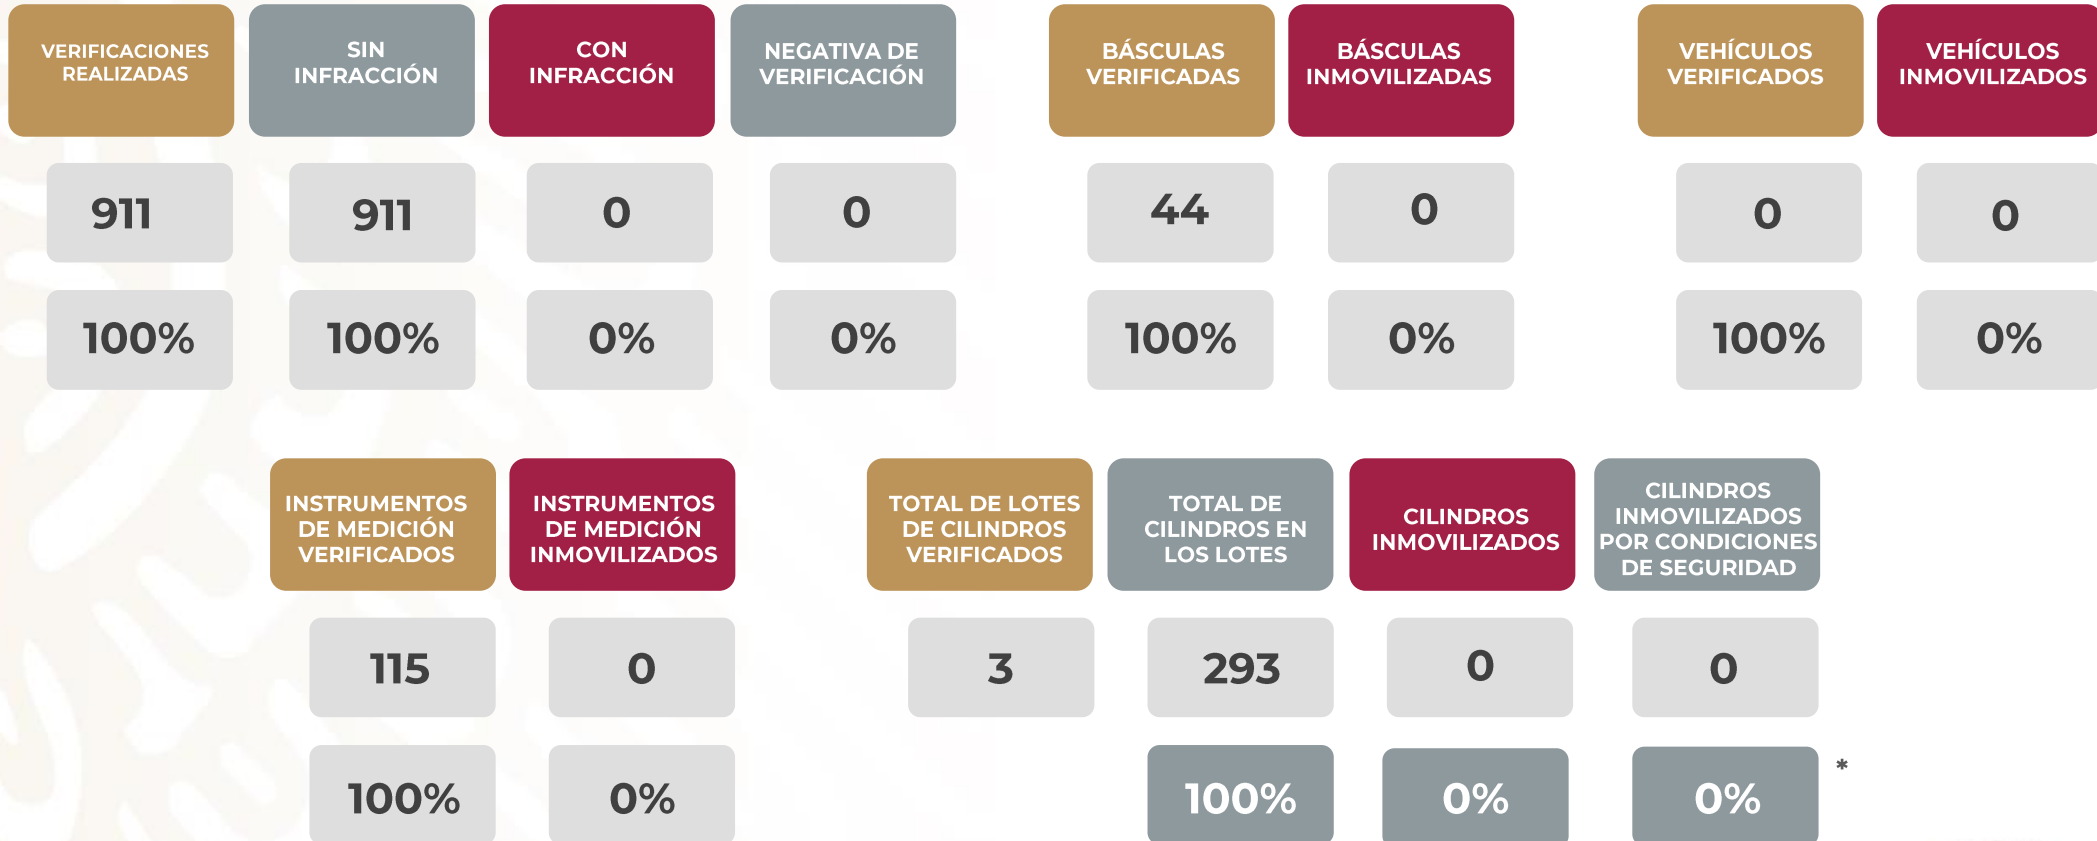 VERIFICACIONES
REALIZADAS
SIN
INFRACCIÓN
CON
INFRACCIÓN
NEGATIVA DE
VERIFICACIÓN
BÁSCULAS
VERIFICADAS
BÁSCULAS
INMOVILIZADAS
VEHÍCULOS
VERIFICADOS
VEHÍCULOS
INMOVILIZADOS
911
911
0
0
44
0
0
0
100%
100%
0%
0%
100%
0%
100%
0%
INSTRUMENTOS
DE MEDICIÓN
VERIFICADOS
INSTRUMENTOS
DE MEDICIÓN
INMOVILIZADOS
TOTAL DE LOTES
DE CILINDROS
VERIFICADOS
TOTAL DE
CILINDROS EN
LOS LOTES
CILINDROS
INMOVILIZADOS
CILINDROS
INMOVILIZADOS
POR CONDICIONES
DE SEGURIDAD
115
0
3
293
0
0
100%
0%
100%
0%
0%
*